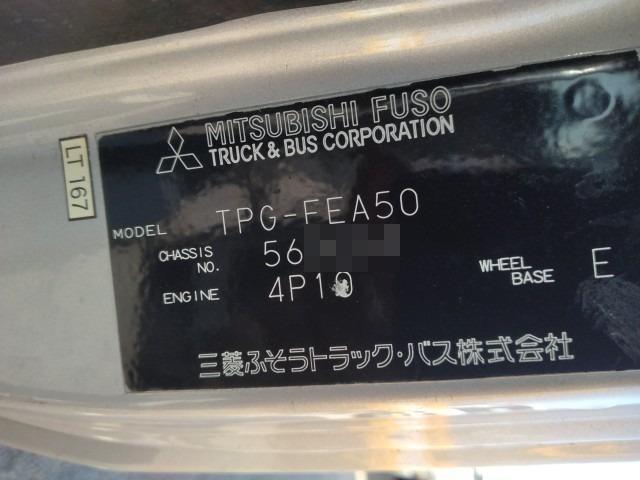 MITSUBISHI FUSO
TRUCK & BUS CORPORATION
LT 167
MODEL TPG-FEA50
CHASSIS NO. 56
ENGINE 4P10
WHEEL BASE E
三菱ふそうトラック・バス株式会社